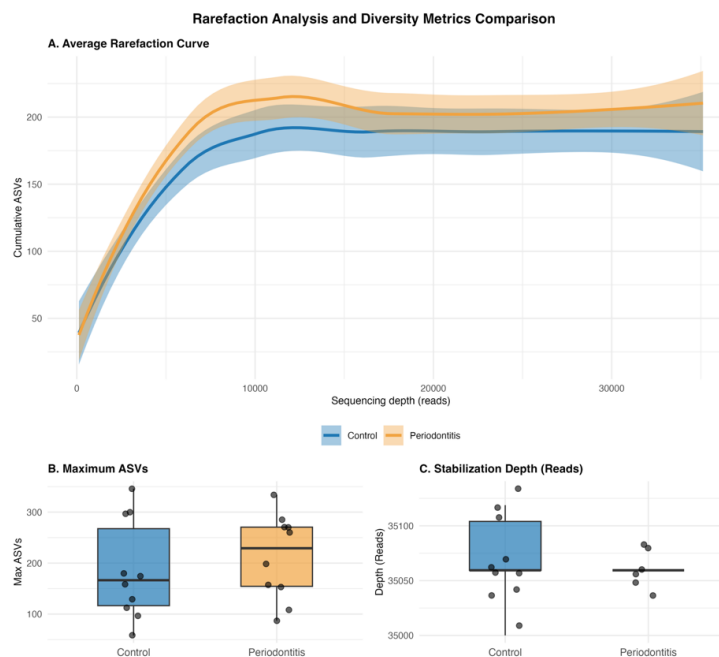 Rarefaction Analysis and Diversity Metrics Comparison
A. Average Rarefaction Curve
Cumulative ASVs
200
150
100
50
0 10000 20000 30000
Sequencing depth (reads)
Control Periodontitis
B. Maximum ASVs
Max ASVs
300
200
100
Control Periodontitis
C. Stabilization Depth (Reads)
Depth (Reads)
35100
35050
35000
Control Periodontitis